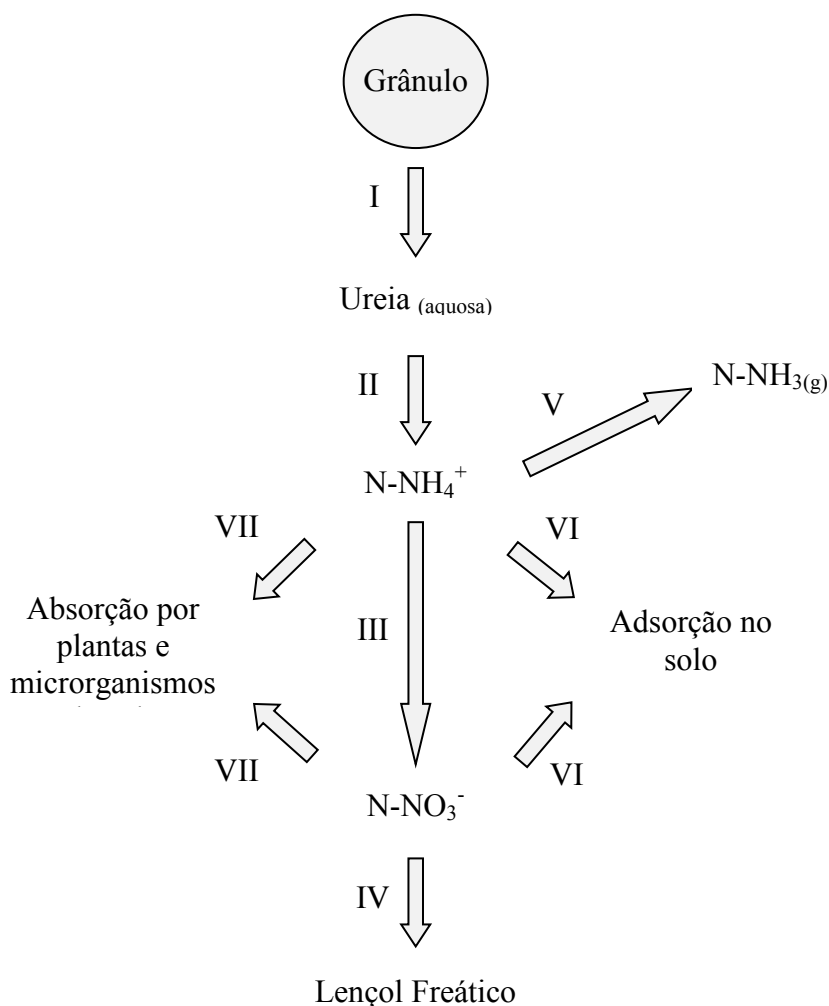 Grânulo
I
Ureia (aquosa)
II
V
N-NH3(g)
N-NH4+
VII
VI
Absorção por
plantas e
microrganismos
III
Adsorção no
solo
VII
VI
N-NO3-
IV
Lençol Freático